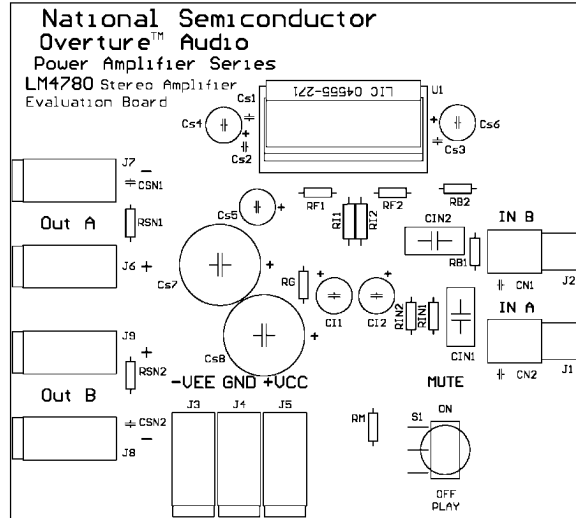 National Semiconductor
Overture™ Audio
Power Amplifier Series
LM4780 Stereo Amplifier
Evaluation Board
LIC 04555-271
U1
Cs1
Cs4
+
Cs2
+
Cs6
Cs3
J7
-
CSN1
RSN1
Out A
J6
+
Cs5
+
RF1
RI1
RI2
RF2
RB2
CIN2
RB1
IN B
J2
CN1
Cs7
+
RG
+
CI1
+
CI2
RIN2
RIN1
CIN1
IN A
J1
CN2
J9
+
RSN2
Cs8
+
Out B
CSN2
-
J8
-VEE GND +VCC
J3
J4
J5
MUTE
RM
S1
ON
OFF
PLAY